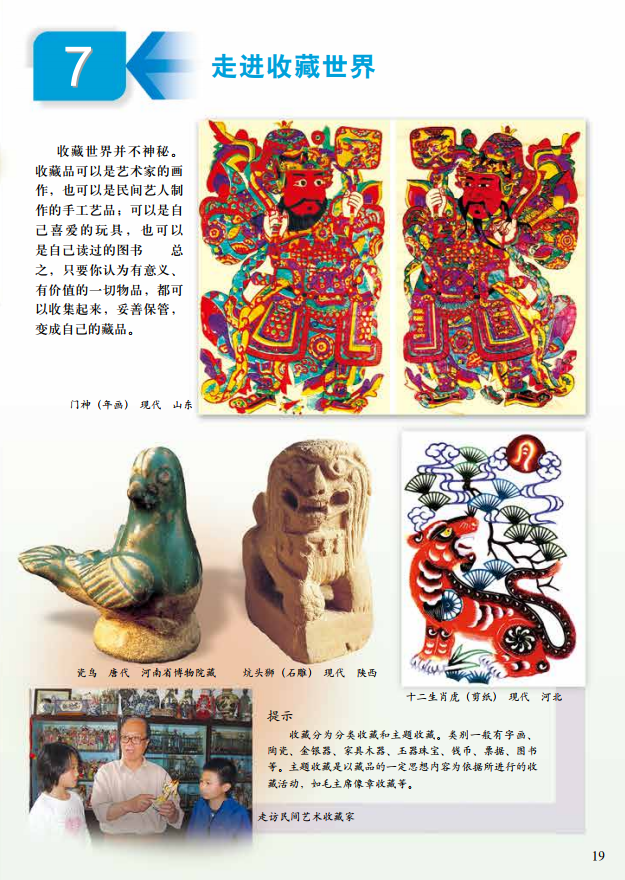 7
走进收藏世界
收藏世界并不神秘。
收藏品可以是艺术家的画
作，也可以是民间艺人制
作的手工艺品；可以是自
己喜爱的玩具，也可以
是自己读过的图书 总
之，只要你认为有意义、
有价值的一切物品，都可
以收集起来，妥善保管，
变成自己的藏品。
门神（年画） 现代 山东
瓷鸟 唐代 河南省博物院藏
炕头狮（石雕） 现代 陕西
十二生肖虎（剪纸） 现代 河北
提示
收藏分为分类收藏和主题收藏。类别一般有字画、
陶瓷、金银器、家具木器、玉器珠宝、钱币、票据、图书
等。主题收藏是以藏品的一定思想内容为依据所进行的收
藏活动，如毛主席像章收藏等。
走访民间艺术收藏家
19